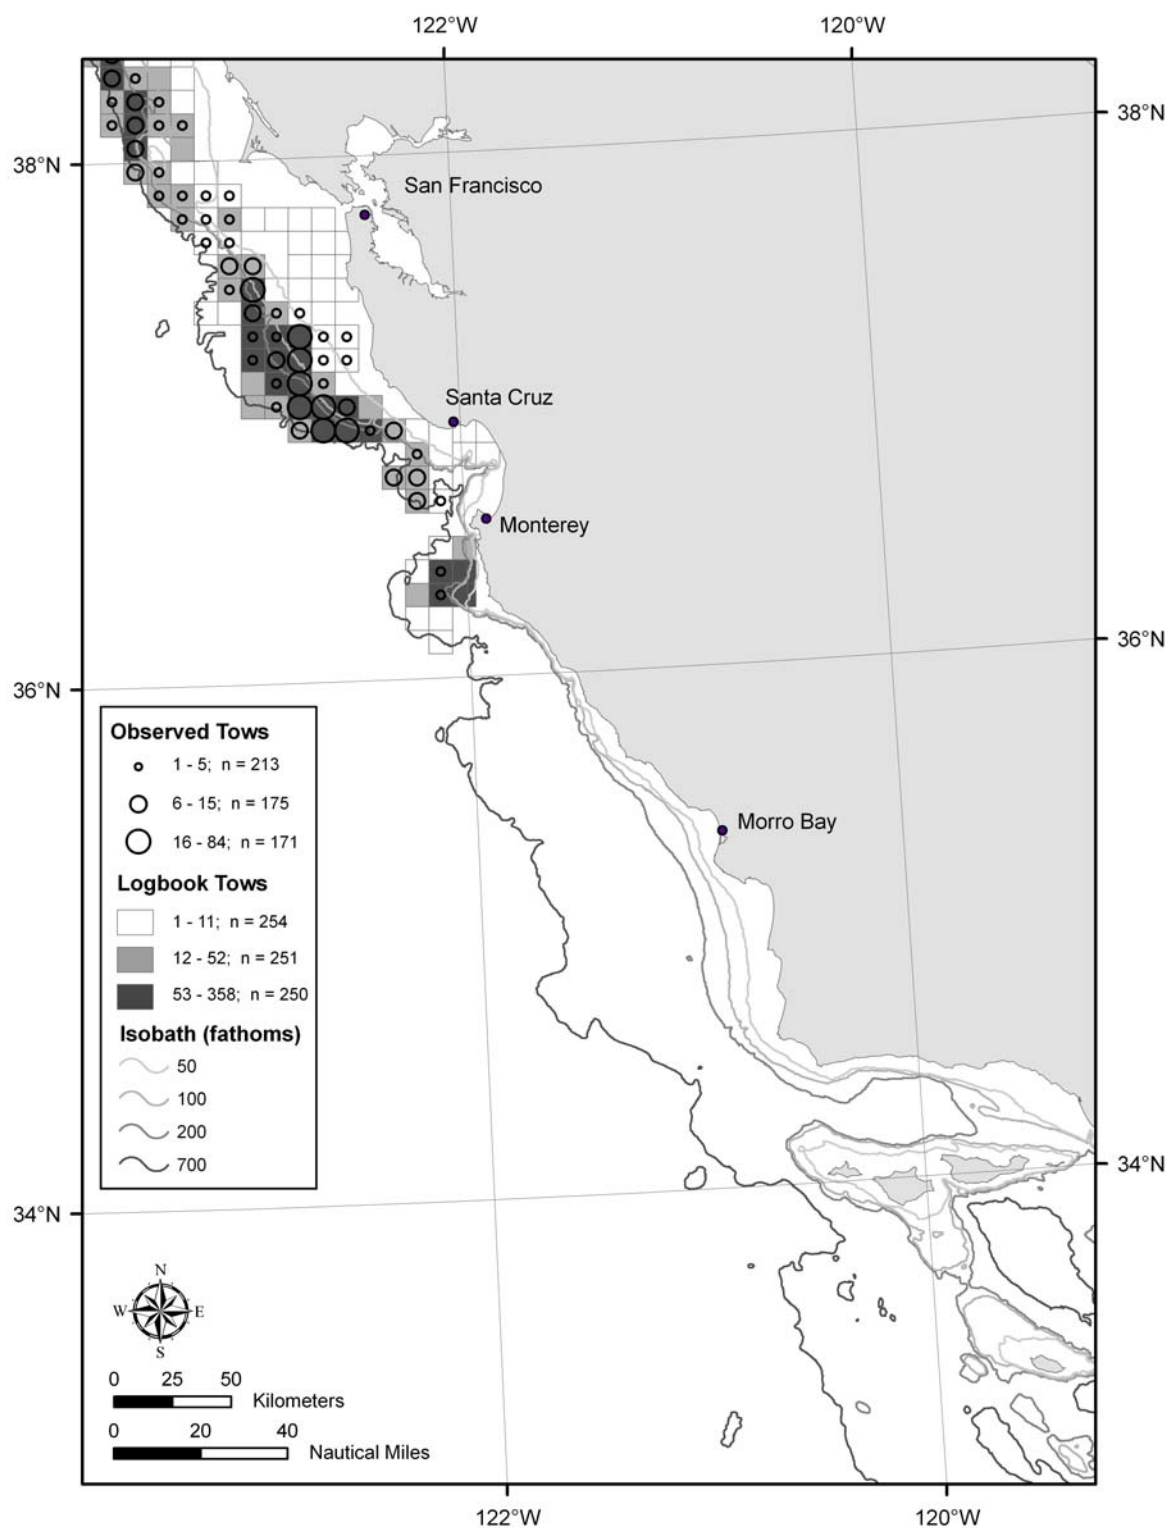 122°W 120°W
38°N
38°N
San Francisco
Santa Cruz
Monterey
36°N
36°N
Observed Tows
1 - 5; n = 213
6 - 15; n = 175
16 - 84; n = 171
Morro Bay
Logbook Tows
1 - 11; n = 254
12 - 52; n = 251
53 - 358; n = 250
Isobath (fathoms)
50
100
200
700
34°N
34°N
N
W E
S
0 25 50
Kilometers
0 20 40
Nautical Miles
122°W 120°W